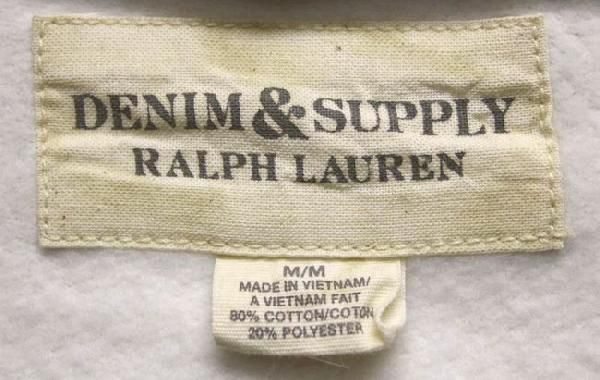 DENIM & SUPPLY
RALPH LAUREN
M/M
MADE IN VIETNAM/
A VIETNAM FAIT
80% COTTON/COTON
20% POLYESTER